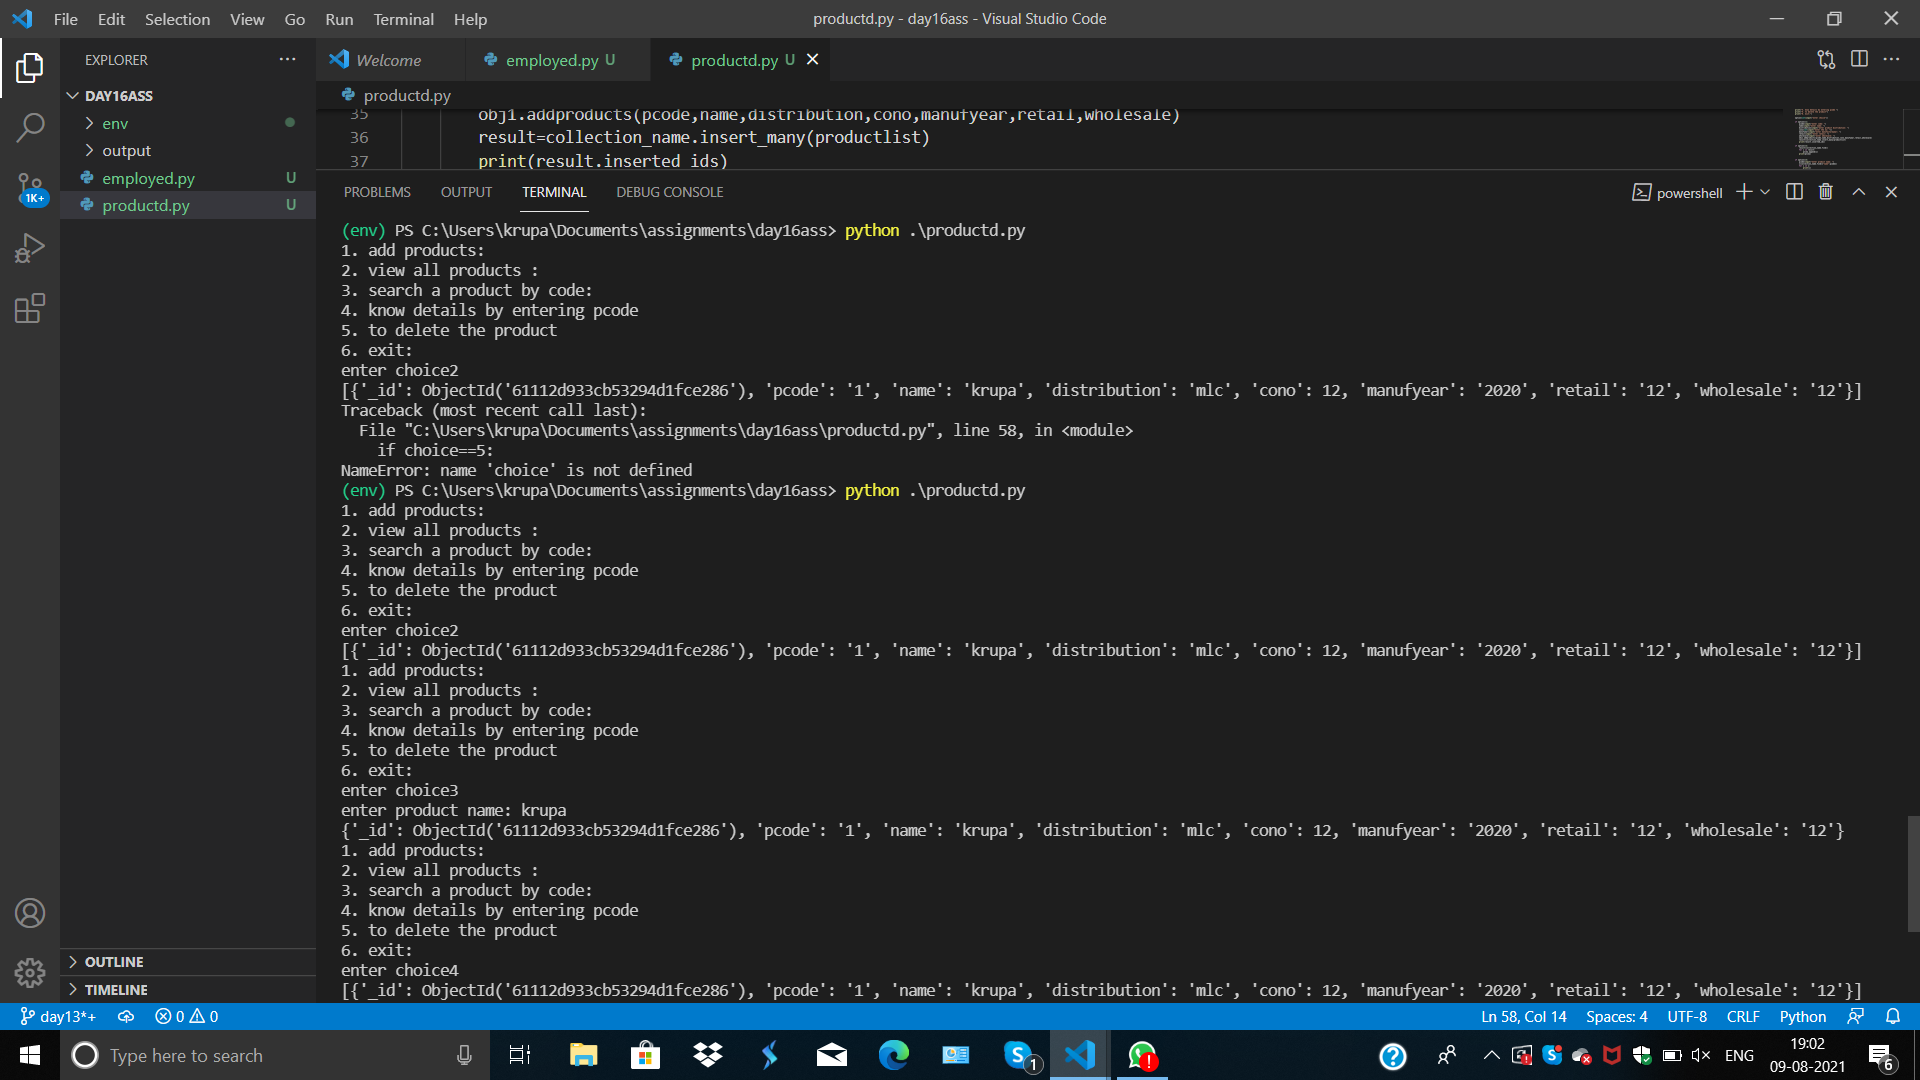 File Edit Selection View Go Run Terminal Help
productd.py - day16ass - Visual Studio Code
EXPLORER
DAY16ASS
env
output
employed.py U
productd.py U
OUTLINE
TIMELINE
Welcome
employed.py U
productd.py U
productd.py
35 obj1.addproducts(pcode,name,distribution,cono,manufyear,retail,wholesale)
36 result=collection_name.insert_many(productlist)
37 print(result.inserted_ids)
PROBLEMS OUTPUT TERMINAL DEBUG CONSOLE
powershell
(env) PS C:\Users\krupa\Documents\assignments\day16ass> python .\productd.py
1. add products:
2. view all products :
3. search a product by code:
4. know details by entering pcode
5. to delete the product
6. exit:
enter choice2
[{'_id': ObjectId('61112d933cb53294d1fce286'), 'pcode': '1', 'name': 'krupa', 'distribution': 'mlc', 'cono': 12, 'manufyear': '2020', 'retail': '12', 'wholesale': '12'}]
Traceback (most recent call last):
File "C:\Users\krupa\Documents\assignments\day16ass\productd.py", line 58, in <module>
if choice==5:
NameError: name 'choice' is not defined
(env) PS C:\Users\krupa\Documents\assignments\day16ass> python .\productd.py
1. add products:
2. view all products :
3. search a product by code:
4. know details by entering pcode
5. to delete the product
6. exit:
enter choice2
[{'_id': ObjectId('61112d933cb53294d1fce286'), 'pcode': '1', 'name': 'krupa', 'distribution': 'mlc', 'cono': 12, 'manufyear': '2020', 'retail': '12', 'wholesale': '12'}]
1. add products:
2. view all products :
3. search a product by code:
4. know details by entering pcode
5. to delete the product
6. exit:
enter choice3
enter product name: krupa
{'_id': ObjectId('61112d933cb53294d1fce286'), 'pcode': '1', 'name': 'krupa', 'distribution': 'mlc', 'cono': 12, 'manufyear': '2020', 'retail': '12', 'wholesale': '12'}
1. add products:
2. view all products :
3. search a product by code:
4. know details by entering pcode
5. to delete the product
6. exit:
enter choice4
[{'_id': ObjectId('61112d933cb53294d1fce286'), 'pcode': '1', 'name': 'krupa', 'distribution': 'mlc', 'cono': 12, 'manufyear': '2020', 'retail': '12', 'wholesale': '12'}]
1K+
day13*+ 0 0
Ln 58, Col 14 Spaces: 4 UTF-8 CRLF Python
Type here to search
1
ENG
19:02
09-08-2021
6